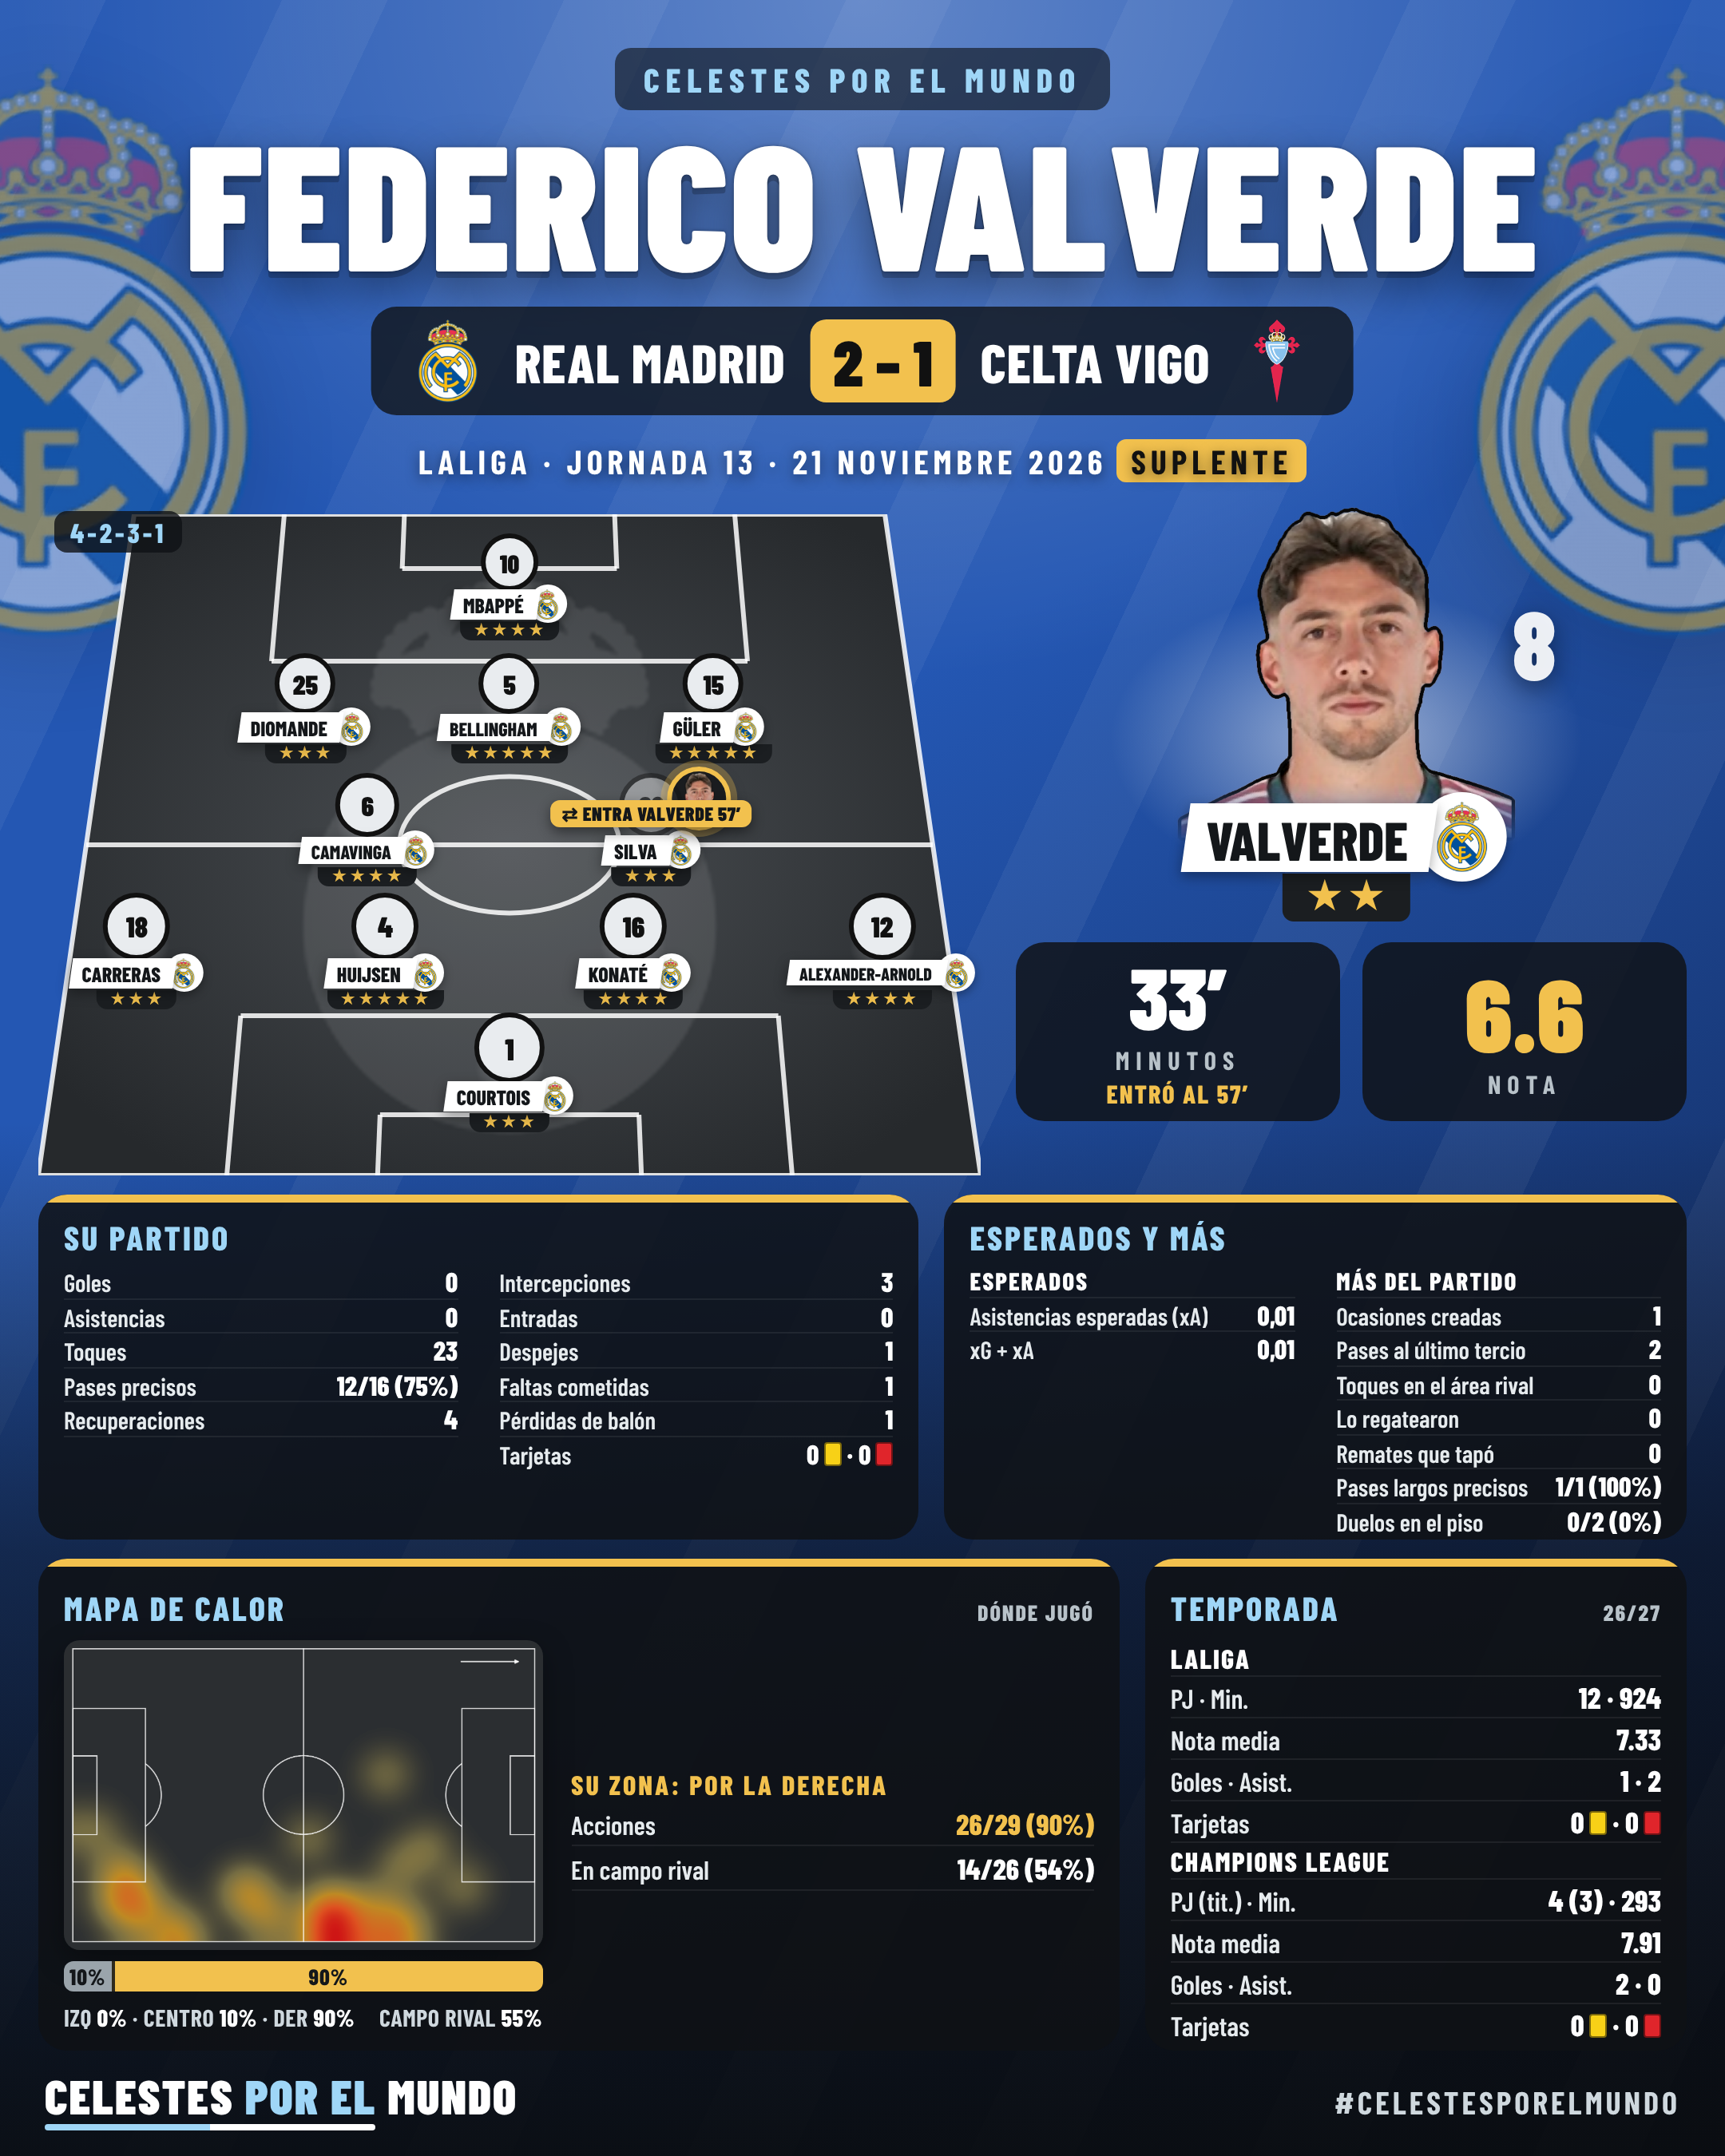 CELESTES POR EL MUNDO
FEDERICO VALVERDE
REAL MADRID 2 - 1 CELTA VIGO
LALIGA · JORNADA 13 · 21 NOVIEMBRE 2026 SUPLENTE
4-2-3-1
10
MBAPPÉ
★★★★
25 5 15
DIOMANDE BELLINGHAM GÜLER
★★★ ★★★★★ ★★★★★
6
⇄ ENTRA VALVERDE 57'
CAMAVINGA SILVA
★★★★ ★★★
18 4 16 12
CARRERAS HUIJSEN KONATÉ ALEXANDER-ARNOLD
★★★ ★★★★★ ★★★★ ★★★★
1
COURTOIS
★★★
8
VALVERDE
★★
33'
MINUTOS
ENTRÓ AL 57'
6.6
NOTA
SU PARTIDO
Goles 0
Asistencias 0
Toques 23
Pases precisos 12/16 (75%)
Recuperaciones 4
Intercepciones 3
Entradas 0
Despejes 1
Faltas cometidas 1
Pérdidas de balón 1
Tarjetas 0 · 0
ESPERADOS Y MÁS
ESPERADOS
Asistencias esperadas (xA) 0,01
xG + xA 0,01
MÁS DEL PARTIDO
Ocasiones creadas 1
Pases al último tercio 2
Toques en el área rival 0
Lo regatearon 0
Remates que tapó 0
Pases largos precisos 1/1 (100%)
Duelos en el piso 0/2 (0%)
MAPA DE CALOR DÓNDE JUGÓ
SU ZONA: POR LA DERECHA
Acciones 26/29 (90%)
En campo rival 14/26 (54%)
10% 90%
IZQ 0% · CENTRO 10% · DER 90% CAMPO RIVAL 55%
TEMPORADA 26/27
LALIGA
PJ · Min. 12 · 924
Nota media 7.33
Goles · Asist. 1 · 2
Tarjetas 0 · 0
CHAMPIONS LEAGUE
PJ (tit.) · Min. 4 (3) · 293
Nota media 7.91
Goles · Asist. 2 · 0
Tarjetas 0 · 0
CELESTES POR EL MUNDO
#CELESTESPORELMUNDO